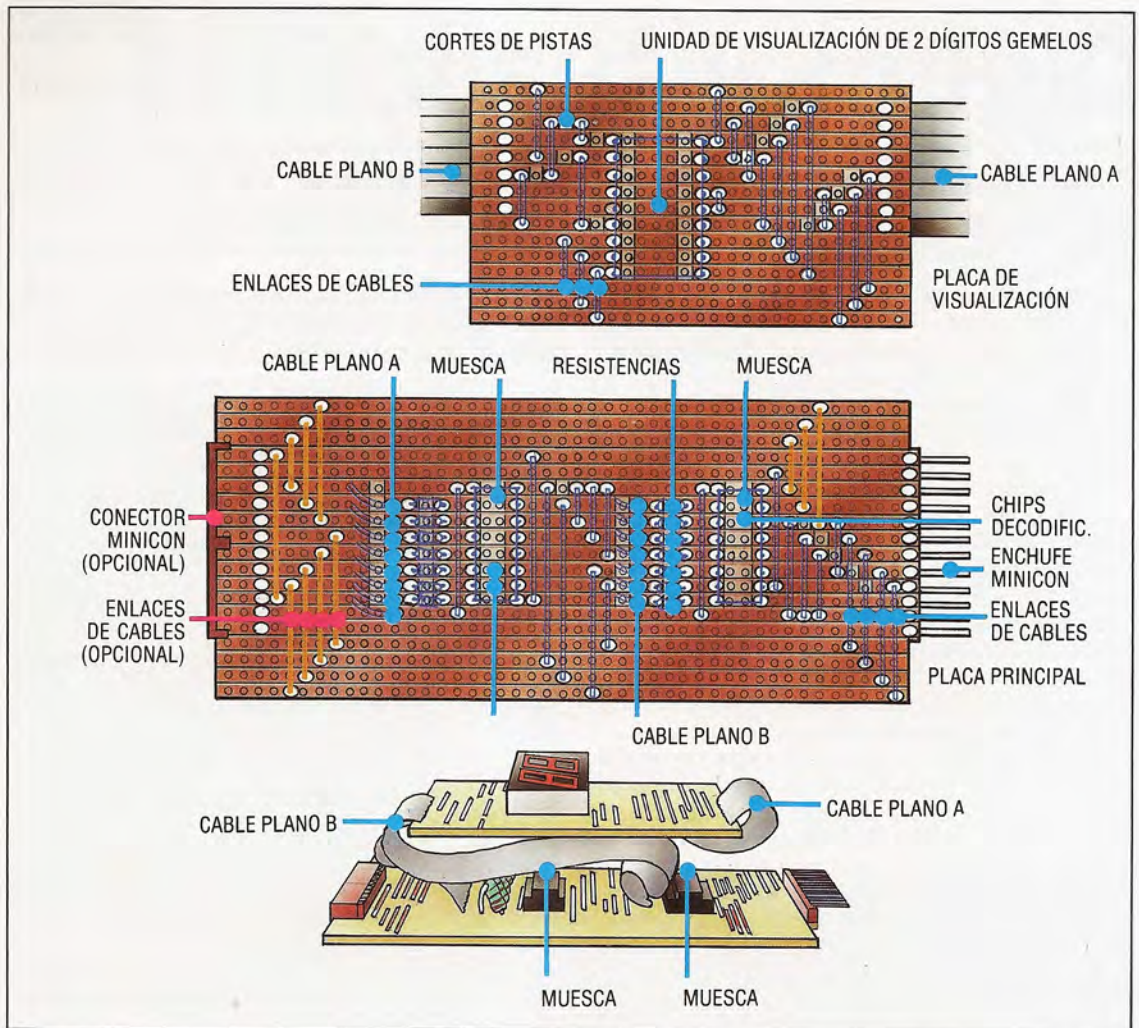 CORTES DE PISTAS
UNIDAD DE VISUALIZACIÓN DE 2 DÍGITOS GEMELOS
CABLE PLANO B
CABLE PLANO A
ENLACES DE CABLES
PLACA DE
VISUALIZACIÓN
CABLE PLANO A
MUESCA
RESISTENCIAS
MUESCA
CONECTOR
MINICON
(OPCIONAL)
CHIPS
DECODIFIC.
ENCHUFE
MINICON
ENLACES
DE CABLES
(OPCIONAL)
ENLACES
DE CABLES
PLACA PRINCIPAL
CABLE PLANO B
CABLE PLANO B
CABLE PLANO A
MUESCA
MUESCA